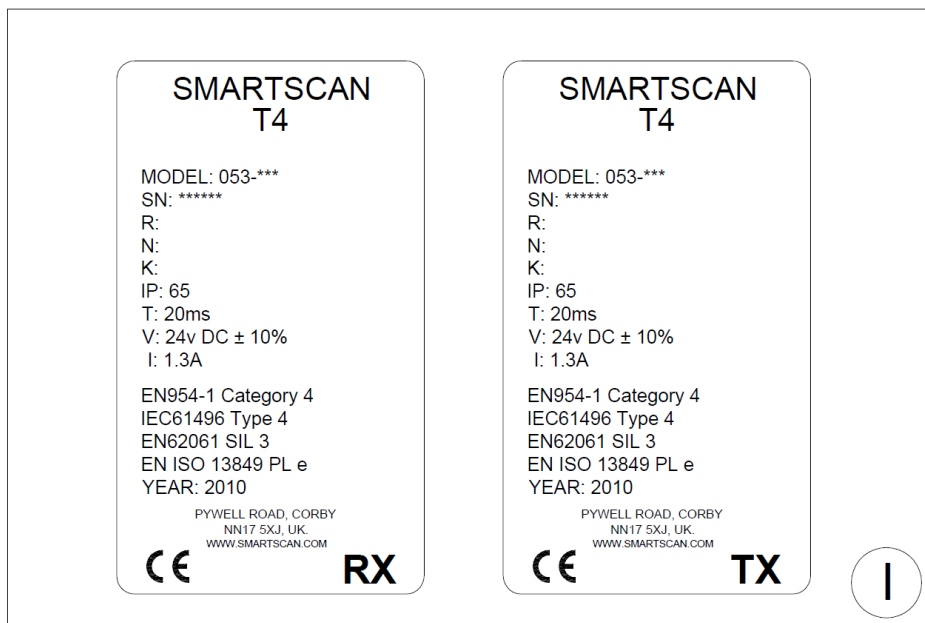 SMARTSCAN
T4
MODEL: 053-***
SN: ******
R:
N:
K:
IP: 65
T: 20ms
V: 24v DC ± 10%
I: 1.3A
EN954-1 Category 4
IEC61496 Type 4
EN62061 SIL 3
EN ISO 13849 PL e
YEAR: 2010
PYWELL ROAD, CORBY
NN17 5XJ, UK.
WWW.SMARTSCAN.COM
CE RX
SMARTSCAN
T4
MODEL: 053-***
SN: ******
R:
N:
K:
IP: 65
T: 20ms
V: 24v DC ± 10%
I: 1.3A
EN954-1 Category 4
IEC61496 Type 4
EN62061 SIL 3
EN ISO 13849 PL e
YEAR: 2010
PYWELL ROAD, CORBY
NN17 5XJ, UK.
WWW.SMARTSCAN.COM
CE TX
I